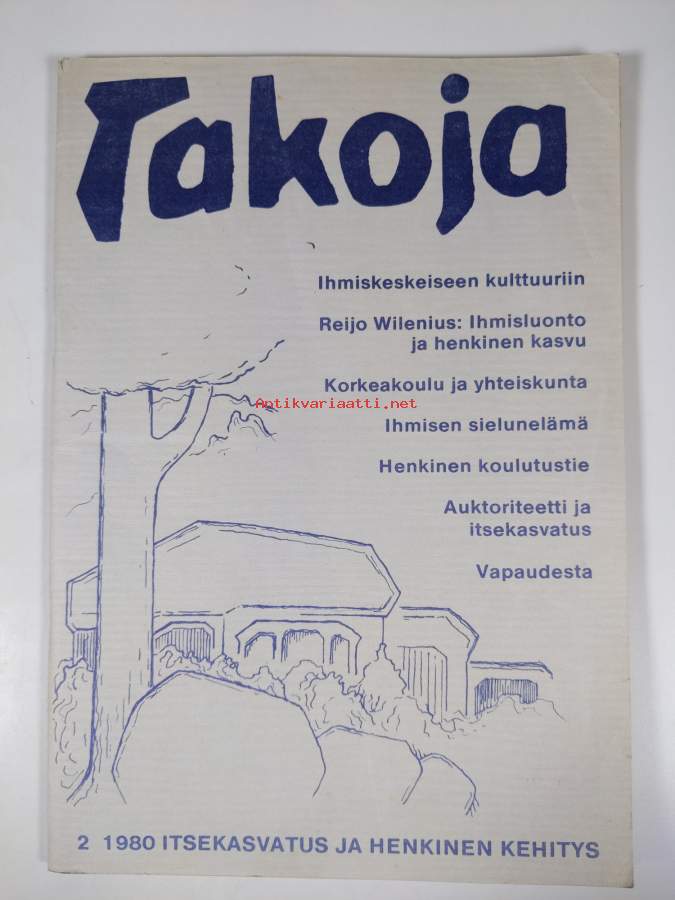 Takoja
Ihmiskeskeiseen kulttuuriin
Reijo Wilenius: Ihmisluonto
ja henkinen kasvu
Korkeakoulu ja yhteiskunta
Antikvariaatti.net
Ihmisen sielunelämä
Henkinen koulutustie
Auktoriteetti ja
itsekasvatus
Vapaudesta
2 1980 ITSEKASVATUS JA HENKINEN KEHITYS